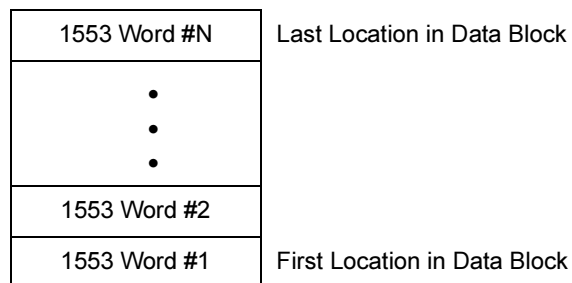 1553 Word #N Last Location in Data Block
•
•
•
1553 Word #2
1553 Word #1 First Location in Data Block